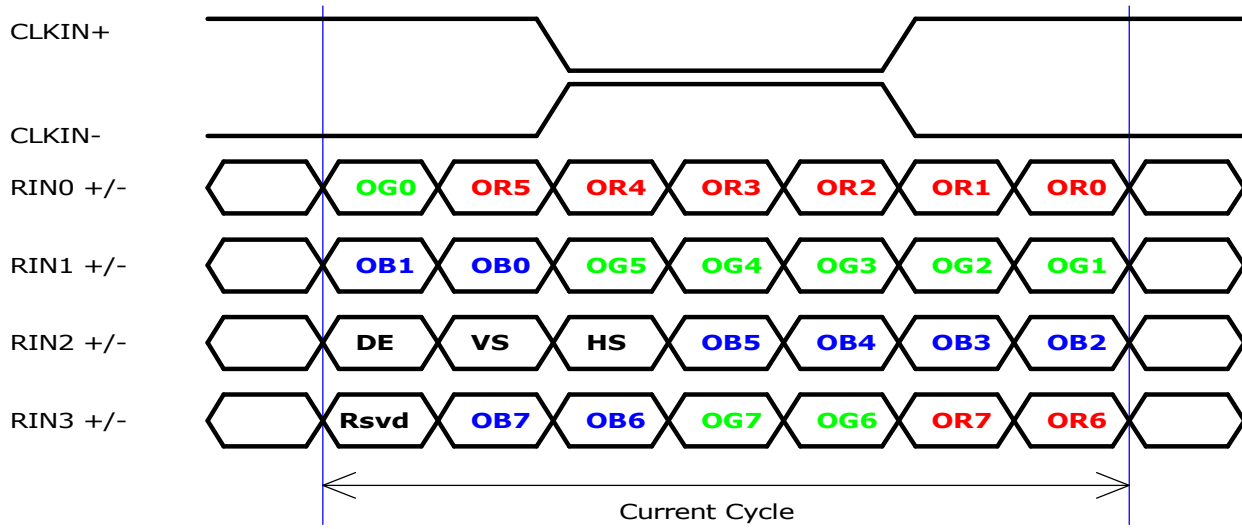 CLKIN+
CLKIN-
RIN0 +/- OG0 OR5 OR4 OR3 OR2 OR1 OR0
RIN1 +/- OB1 OB0 OG5 OG4 OG3 OG2 OG1
RIN2 +/- DE VS HS OB5 OB4 OB3 OB2
RIN3 +/- Rsvd OB7 OB6 OG7 OG6 OR7 OR6
Current Cycle